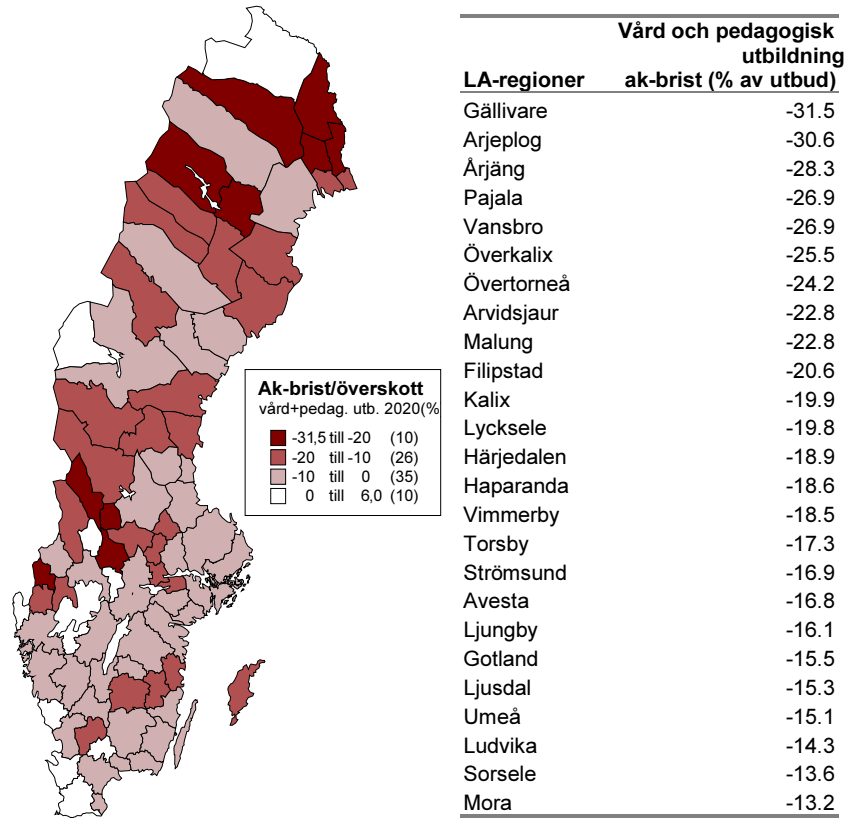 Ak-brist/överskott
vård+pedag. utb. 2020(%
-31,5 till -20 (10)
-20 till -10 (26)
-10 till 0 (35)
0 till 6,0 (10)
Vård och pedagogisk
utbildning
LA-regioner ak-brist (% av utbud)
Gällivare -31.5
Arjeplog -30.6
Årjäng -28.3
Pajala -26.9
Vansbro -26.9
Överkalix -25.5
Övertorneå -24.2
Arvidsjaur -22.8
Malung -22.8
Filipstad -20.6
Kalix -19.9
Lycksele -19.8
Härjedalen -18.9
Haparanda -18.6
Vimmerby -18.5
Torsby -17.3
Strömsund -16.9
Avesta -16.8
Ljungby -16.1
Gotland -15.5
Ljusdal -15.3
Umeå -15.1
Ludvika -14.3
Sorsele -13.6
Mora -13.2